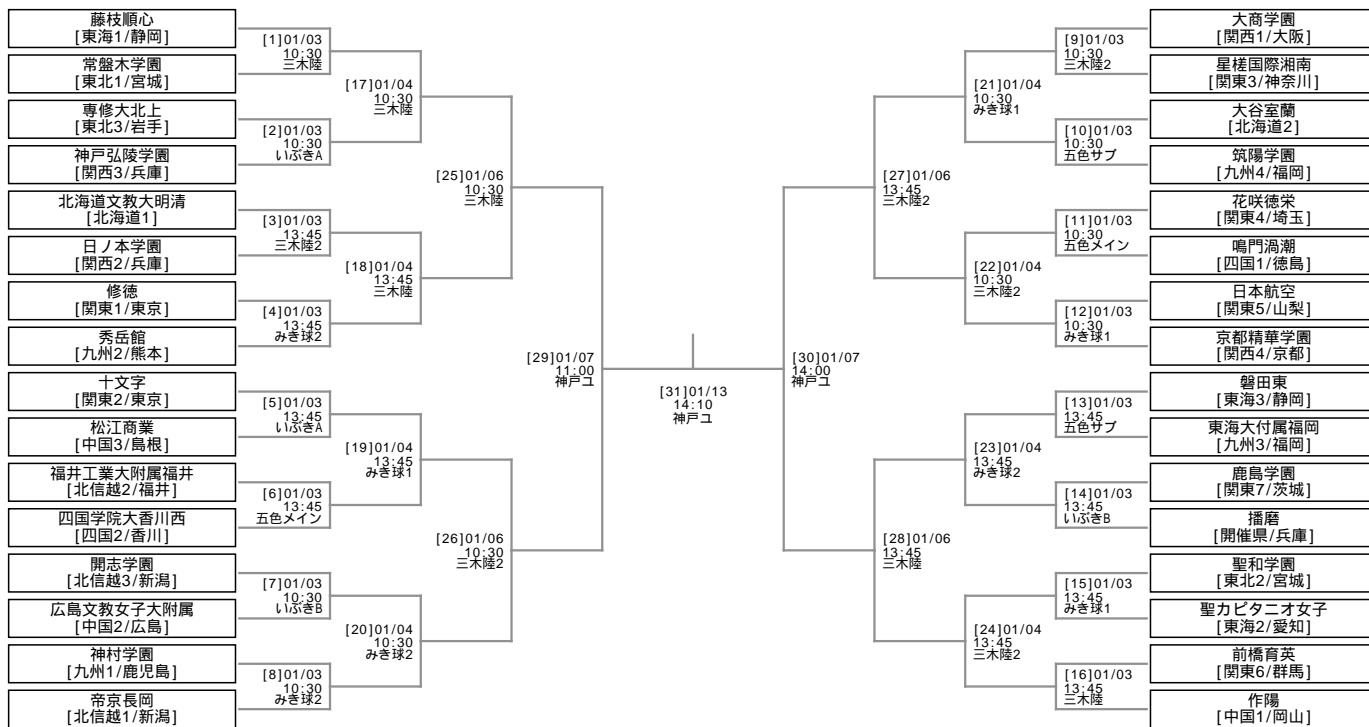 藤枝順心
[東海1/静岡]
常盤木学園
[東北1/宮城]
専修大北上
[東北3/岩手]
神戸弘陵学園
[関西3/兵庫]
北海道文教大明清
[北海道1]
日ノ本学園
[関西2/兵庫]
修徳
[関東1/東京]
秀岳館
[九州2/熊本]
十文字
[関東2/東京]
松江商業
[中国3/島根]
福井工業大附属福井
[北信越2/福井]
四国学院大香川西
[四国2/香川]
開志学園
[北信越3/新潟]
広島文教女子大附属
[中国2/広島]
神村学園
[九州1/鹿児島]
帝京長岡
[北信越1/新潟]
[1]01/03
10:30
三木陸
[2]01/03
10:30
いぶきA
[3]01/03
13:45
三木陸2
[4]01/03
13:45
みき球2
[5]01/03
13:45
いぶきA
[6]01/03
13:45
五色メイン
[7]01/03
10:30
いぶきB
[8]01/03
10:30
みき球2
[17]01/04
10:30
三木陸
[18]01/04
13:45
三木陸
[19]01/04
13:45
みき球1
[20]01/04
10:30
みき球2
[25]01/06
10:30
三木陸
[26]01/06
10:30
三木陸2
[29]01/07
11:00
神戸ユ
[31]01/13
14:10
神戸ユ
[30]01/07
14:00
神戸ユ
[27]01/06
13:45
三木陸2
[28]01/06
13:45
三木陸
[21]01/04
10:30
みき球1
[22]01/04
10:30
三木陸2
[23]01/04
13:45
みき球2
[24]01/04
13:45
三木陸2
[9]01/03
10:30
三木陸2
[10]01/03
10:30
五色サブ
[11]01/03
10:30
五色メイン
[12]01/03
10:30
みき球1
[13]01/03
13:45
五色サブ
[14]01/03
13:45
いぶきB
[15]01/03
13:45
みき球1
[16]01/03
13:45
三木陸
大商学園
[関西1/大阪]
星槎国際湘南
[関東3/神奈川]
大谷室蘭
[北海道2]
筑陽学園
[九州4/福岡]
花咲徳栄
[関東4/埼玉]
鳴門渦潮
[四国1/徳島]
日本航空
[関東5/山梨]
京都精華学園
[関西4/京都]
磐田東
[東海3/静岡]
東海大付属福岡
[九州3/福岡]
鹿島学園
[関東7/茨城]
播磨
[開催県/兵庫]
聖和学園
[東北2/宮城]
聖カピタニオ女子
[東海2/愛知]
前橋育英
[関東6/群馬]
作陽
[中国1/岡山]